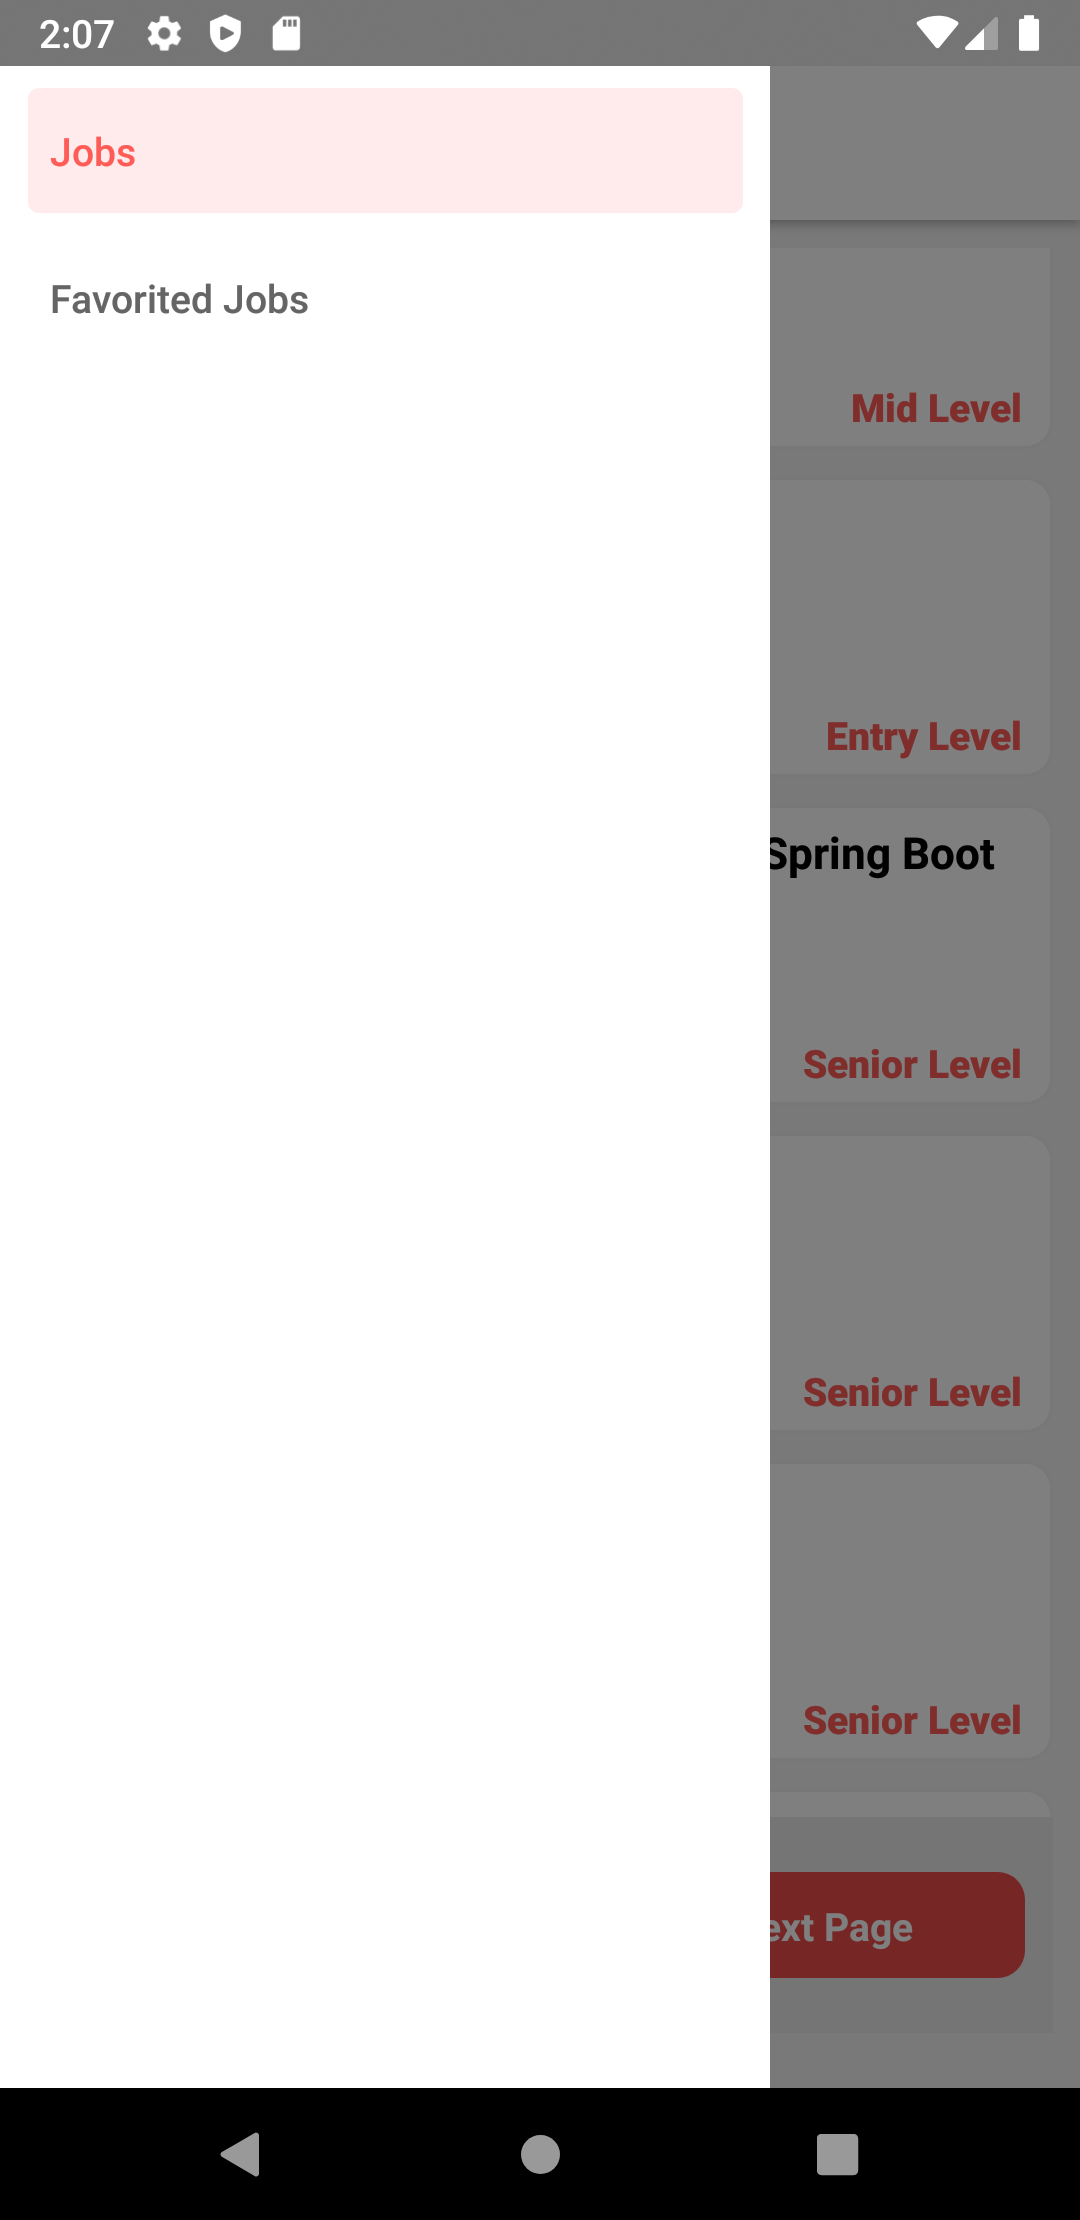 2:07
Jobs
Favorited Jobs
Mid Level
Entry Level
Spring Boot
Senior Level
Senior Level
Senior Level
ext Page